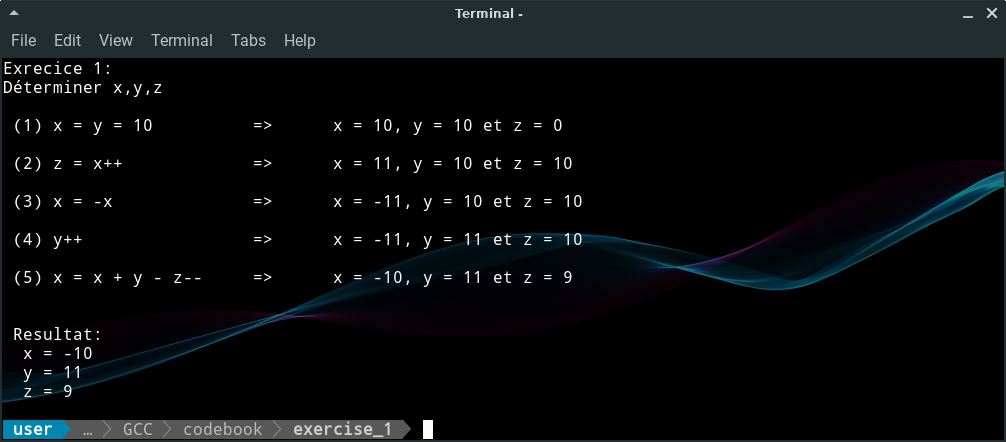 Terminal -
File Edit View Terminal Tabs Help
Exrecice 1:
Déterminer x,y,z
(1) x = y = 10 => x = 10, y = 10 et z = 0
(2) z = x++ => x = 11, y = 10 et z = 10
(3) x = -x => x = -11, y = 10 et z = 10
(4) y++ => x = -11, y = 11 et z = 10
(5) x = x + y - z-- => x = -10, y = 11 et z = 9
Resultat:
x = -10
y = 11
z = 9
user … GCC codebook exercise_1